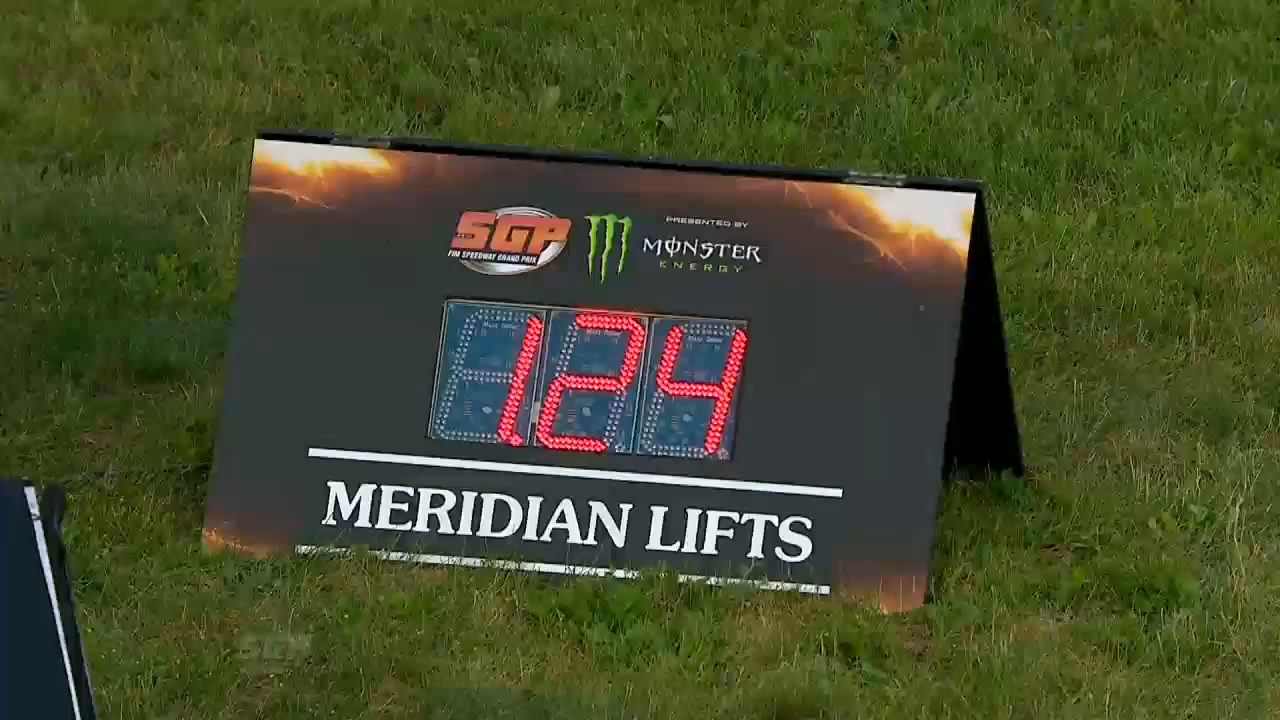 SGP
FIM SPEEDWAY GRAND PRIX
PRESENTED BY
MONSTER
ENERGY
124
MERIDIAN LIFTS